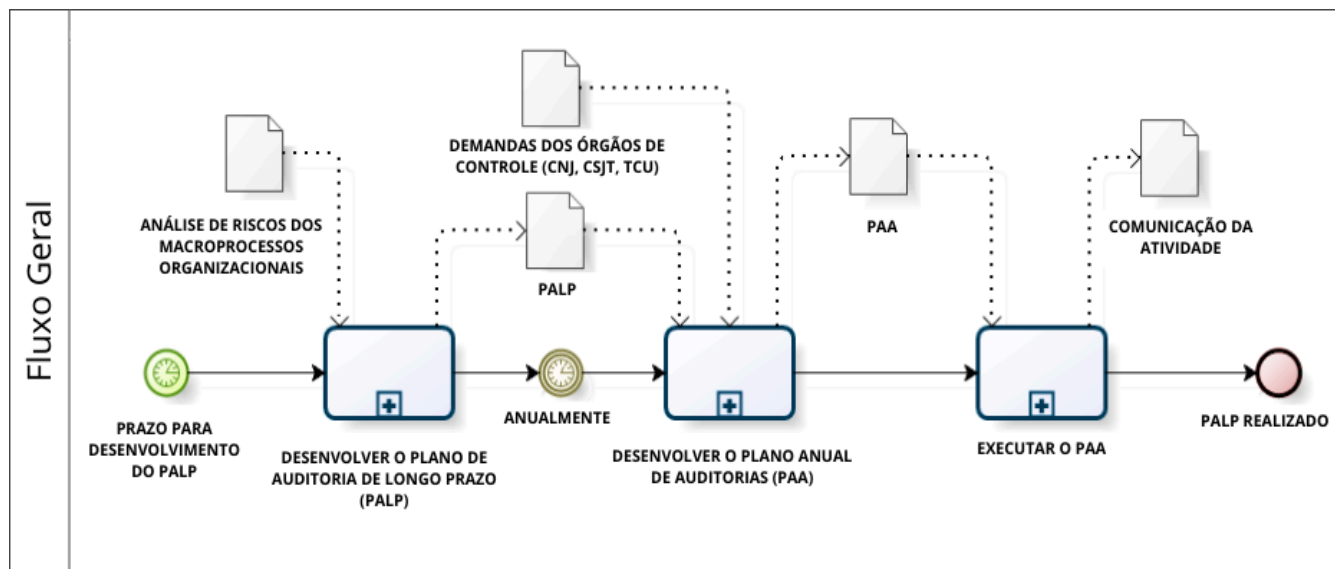 Fluxo Geral
DEMANDAS DOS ÓRGÃOS DE
CONTROLE (CNJ, CSJT, TCU)
ANÁLISE DE RISCOS DOS
MACROPROCESSOS
ORGANIZACIONAIS
PALP
PAA
COMUNICAÇÃO DA
ATIVIDADE
PRAZO PARA
DESENVOLVIMENTO
DO PALP
DESENVOLVER O PLANO DE
AUDITORIA DE LONGO PRAZO
(PALP)
ANUALMENTE
DESENVOLVER O PLANO ANUAL
DE AUDITORIAS (PAA)
EXECUTAR O PAA
PALP REALIZADO